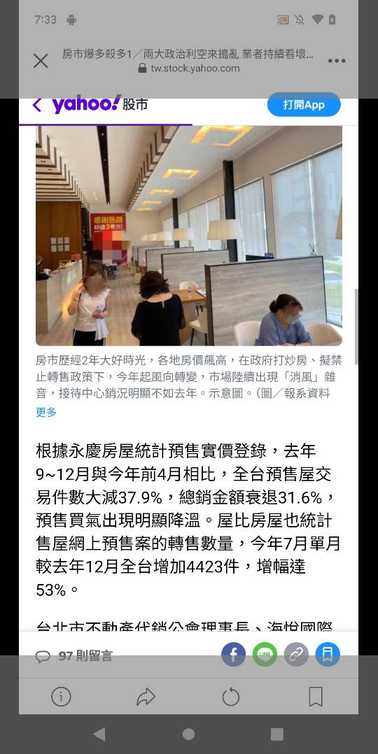 7:33
房市爆多殺多1／兩大政治利空來搗亂 業者持續看壞...
tw.stock.yahoo.com
yahoo!股市
打開App
房市歷經2年大好時光，各地房價飆高，在政府打炒房、擬禁
止轉售政策下，今年起風向轉變，市場陸續出現「消風」雜
音，接待中心銷況明顯不如去年。示意圖。（圖／報系資料
更多
根據永慶房屋統計預售實價登錄，去年
9~12月與今年前4月相比，全台預售屋交
易件數大減37.9%，總銷金額衰退31.6%，
預售買氣出現明顯降溫。屋比房屋也統計
售屋網上預售案的轉售數量，今年7月單月
較去年12月全台增加4423件，增幅達
53%。
台北市不動產代銷公會理事長、海悅國際
97 則留言